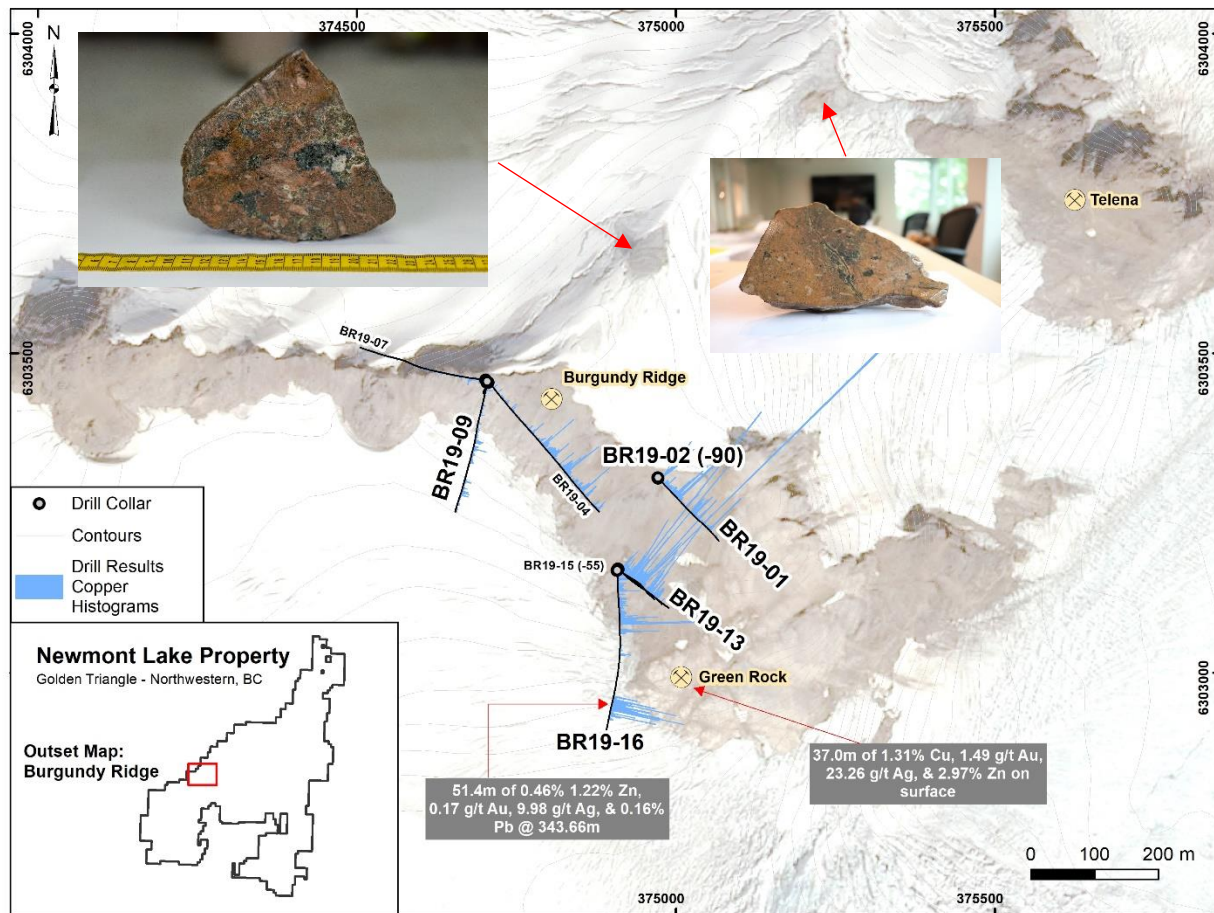 374500
375000
375500
6304000
6304000
N
Telena
BR19-07
6303500
6303500
Burgundy Ridge
BR19-02 (-90)
BR19-09
BR19-04
BR19-01
Drill Collar
Contours
Drill Results
Copper
Histograms
BR19-15 (-55)
BR19-13
Newmont Lake Property
Golden Triangle - Northwestern, BC
Green Rock
6303000
Outset Map:
Burgundy Ridge
BR19-16
37.0m of 1.31% Cu, 1.49 g/t Au,
23.26 g/t Ag, & 2.97% Zn on
surface
51.4m of 0.46% 1.22% Zn,
0.17 g/t Au, 9.98 g/t Ag, & 0.16%
Pb @ 343.66m
0 100 200 m
375000
375500